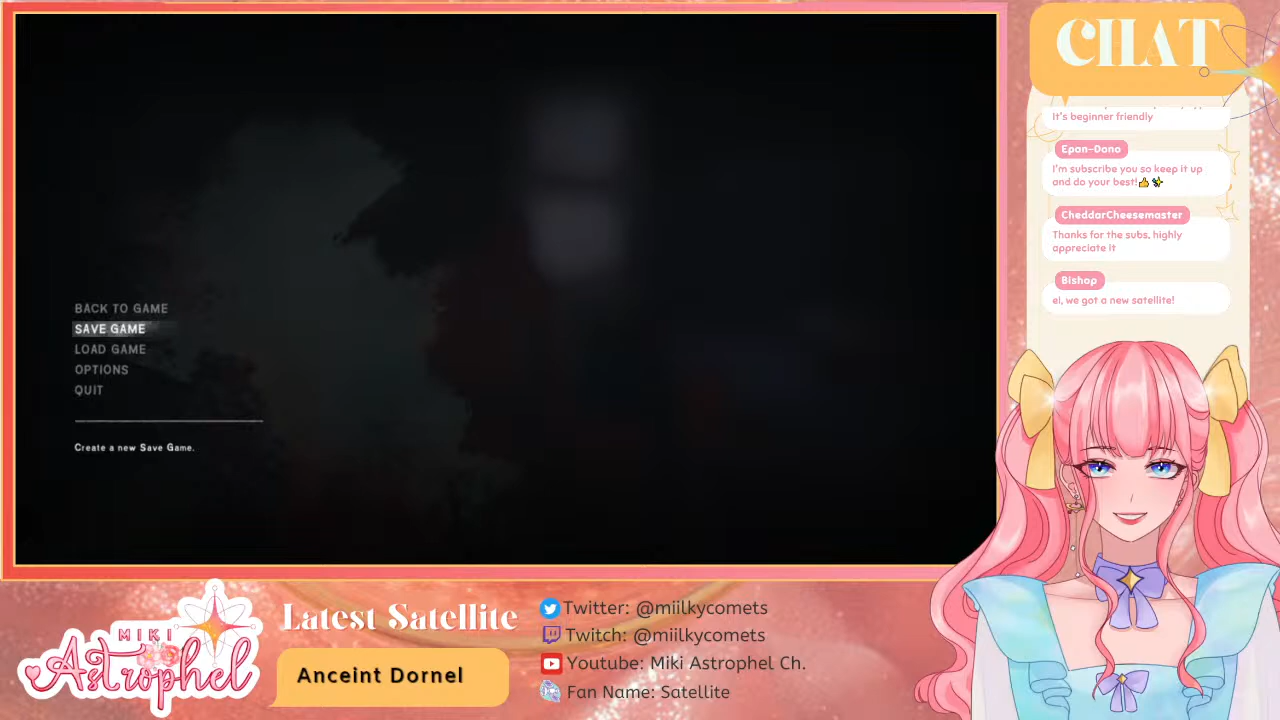 BACK TO GAME
SAVE GAME
LOAD GAME
OPTIONS
QUIT
Create a new Save Game.
CHAT
It's beginner friendly
Epan-Dono
I'm subscribe you so keep it up
and do your best!👍✨
CheddarCheesemaster
Thanks for the subs, highly
appreciate it
Bishop
ei, we got a new satellite!
MIKI
Astrophel
Latest Satellite
Anceint Dornel
Twitter: @miilkycomets
Twitch: @miilkycomets
Youtube: Miki Astrophel Ch.
Fan Name: Satellite